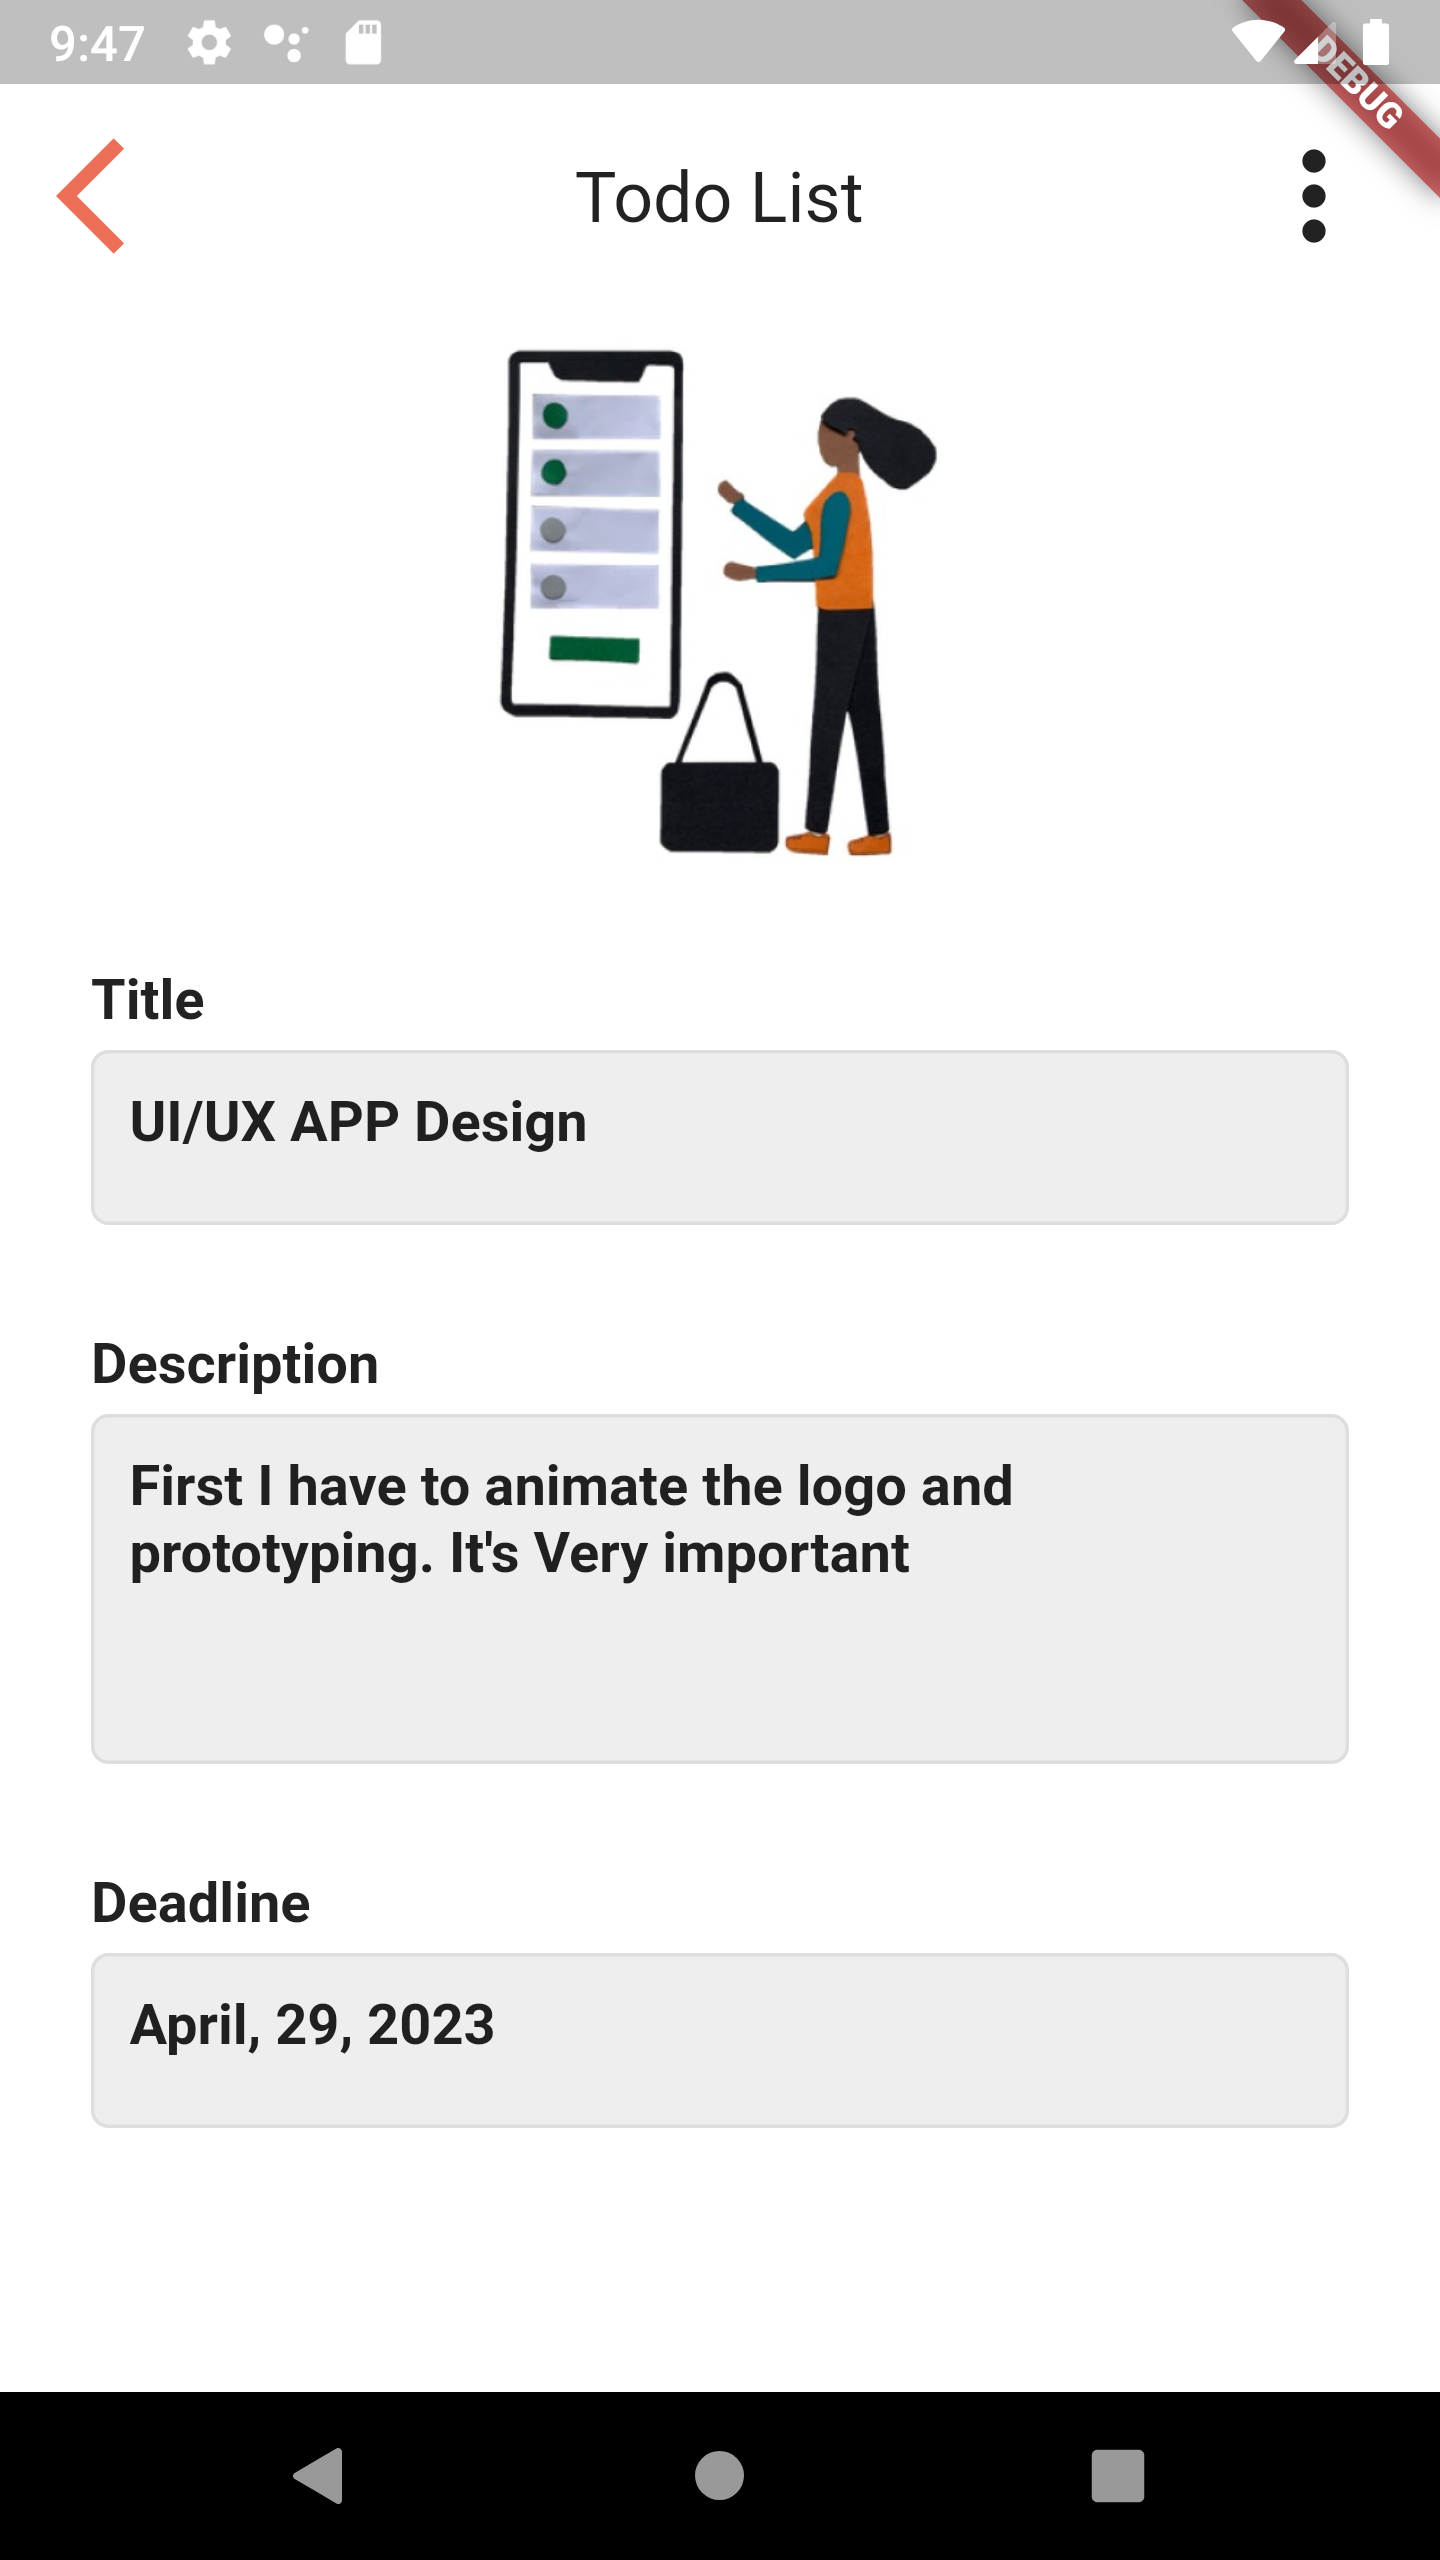 9:47
DEBUG
Todo List
Title
UI/UX APP Design
Description
First I have to animate the logo and
prototyping. It's Very important
Deadline
April, 29, 2023